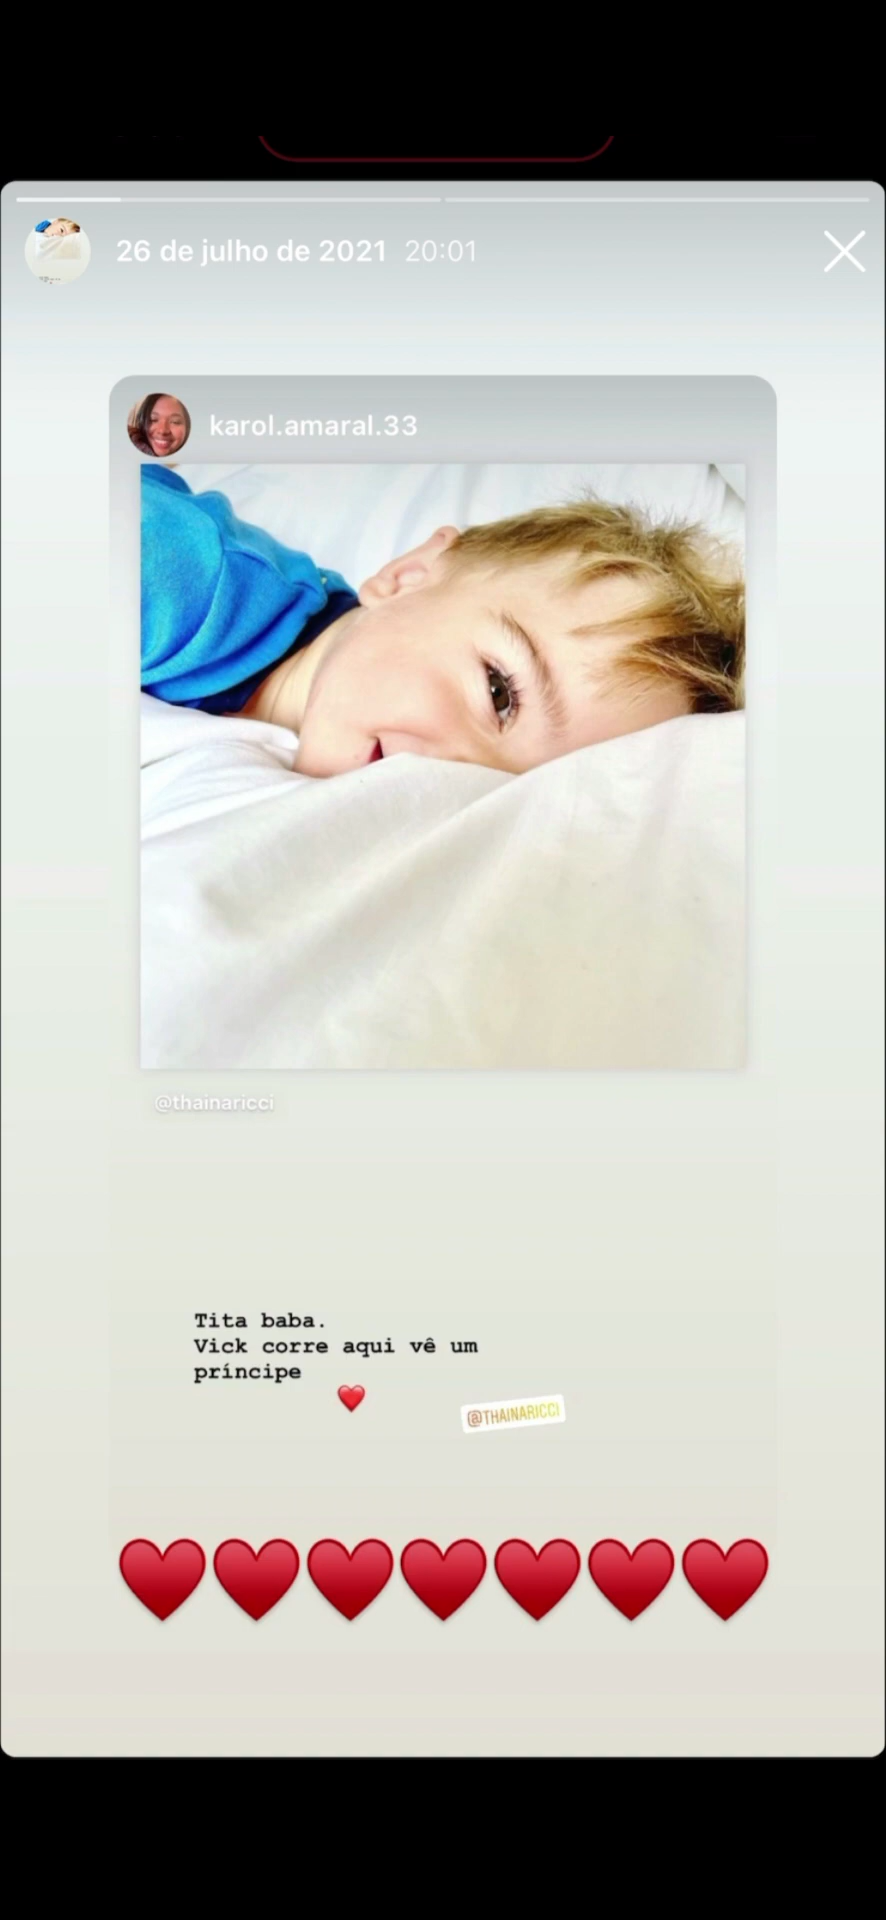 26 de julho de 2021 20:01
karol.amaral.33
@thainaricci
Tita baba.
Vick corre aqui vê um
príncipe
@THAINARICCI